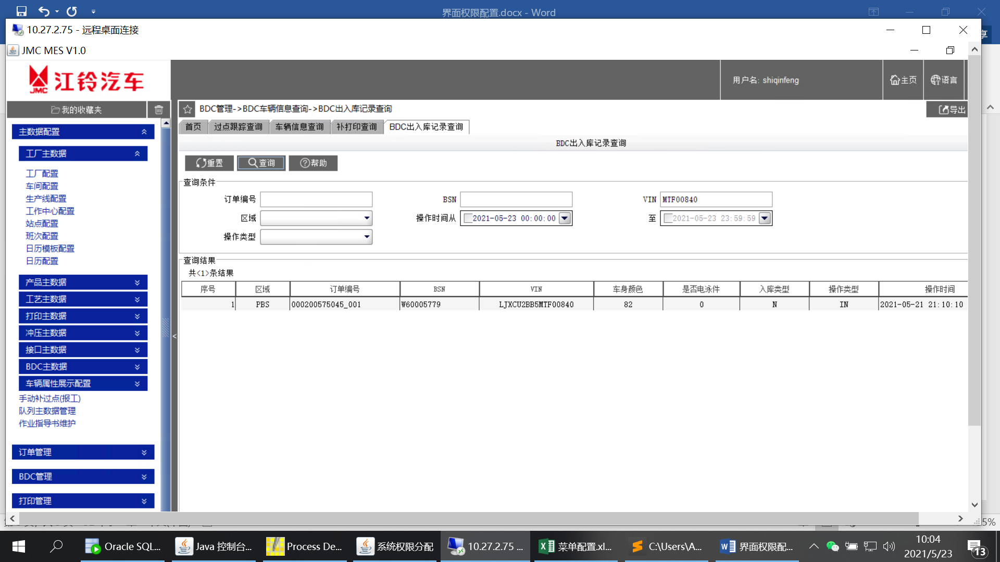 界面权限配置.docx - Word
10.27.2.75 - 远程桌面连接
享
JMC MES V1.0
JMC 江铃汽车
用户名: shiqinfeng
主页
语言
我的收藏夹
BDC管理->BDC车辆信息查询->BDC出入库记录查询
导出
首页
过点跟踪查询
车辆信息查询
补打印查询
BDC出入库记录查询
BDC出入库记录查询
重置
查询
帮助
查询条件
订单编号
BSN
VIN MTF00840
区域
操作时间从 2021-05-23 00:00:00
至 2021-05-23 23:59:59
操作类型
查询结果
共<1>条结果
序号 区域 订单编号 BSN VIN 车身颜色 是否电泳件 入库类型 操作类型 操作时间
1 PBS 000200575045_001 W60005779 LJXCU2BB5MTF00840 82 0 N IN 2021-05-21 21:10:10
主数据配置
工厂主数据
工厂配置
车间配置
生产线配置
工作中心配置
站点配置
班次配置
日历模板配置
日历配置
产品主数据
工艺主数据
打印主数据
冲压主数据
接口主数据
BDC主数据
车辆属性展示配置
手动补过点(报工)
队列主数据管理
作业指导书维护
订单管理
BDC管理
打印管理
5%
Oracle SQL...
Java 控制台...
Process De...
系统权限分配
10.27.2.75 ...
菜单配置.xl...
C:\Users\A...
界面权限配...
10:04
2021/5/23
13